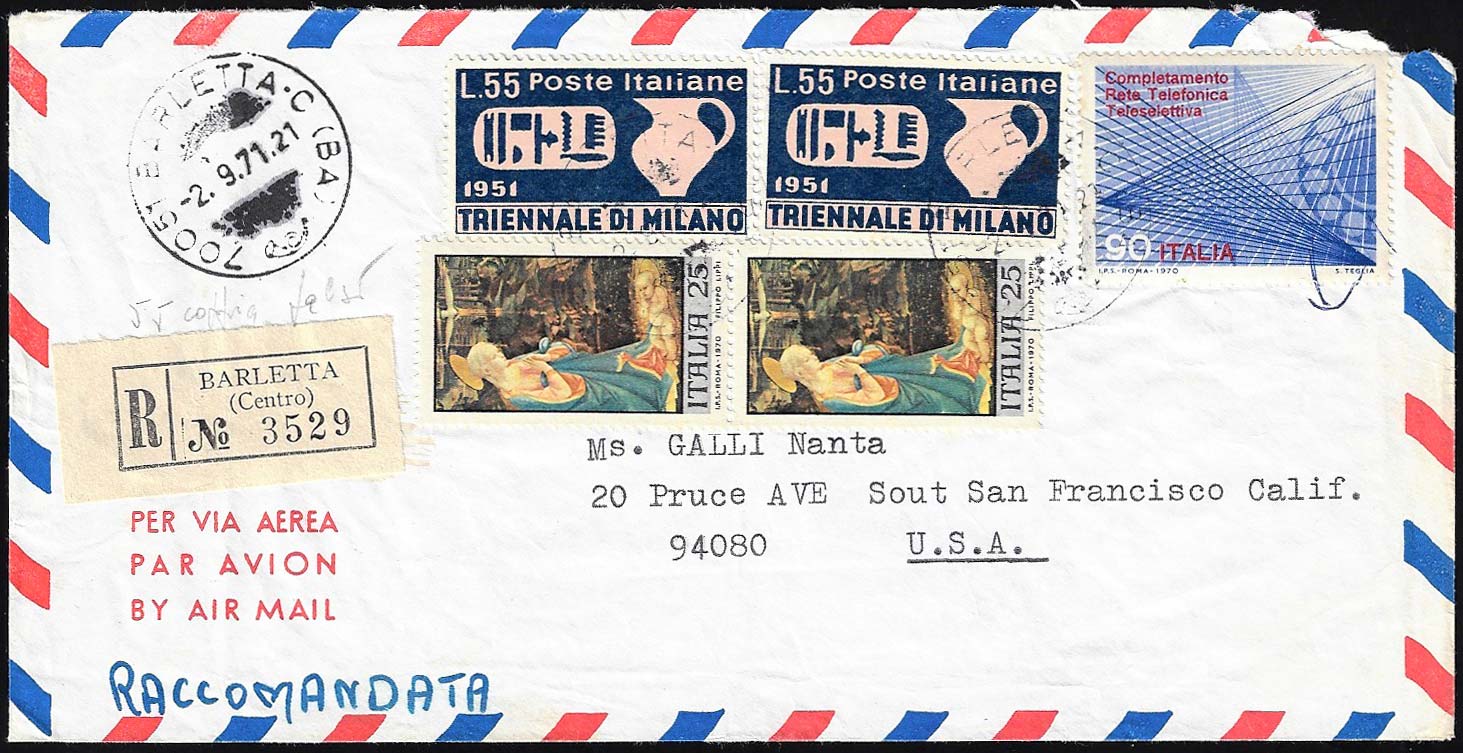 70051 BARLETTA·C (BA)
-2. 9.71.21
L.55 Poste Italiane
1951
TRIENNALE DI MILANO
L.55 Poste Italiane
1951
TRIENNALE DI MILANO
Completamento
Rete Telefonica
Teleselettiva
90 ITALIA
I.P.S.-ROMA-1970 S. TEGLIA
ITALIA 25
I.P.S.-ROMA-1970 FILIPPO LIPPI
ITALIA 25
I.P.S.-ROMA-1970 FILIPPO LIPPI
R
BARLETTA
(Centro)
№ 3529
Ms. GALLI Nanta
20 Pruce AVE Sout San Francisco Calif.
94080 U.S.A.
PER VIA AEREA
PAR AVION
BY AIR MAIL
RACCOMANDATA